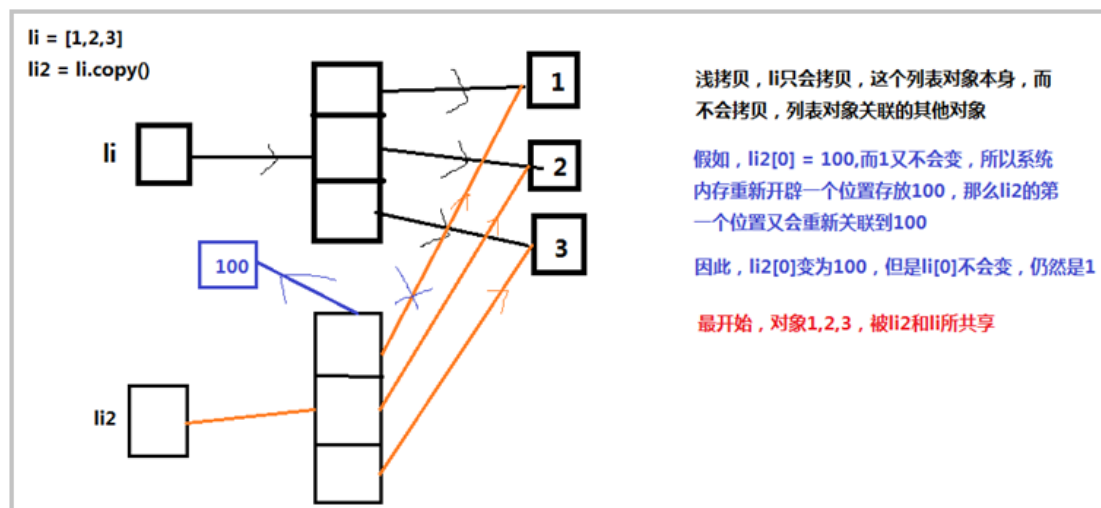 li = [1,2,3]
li2 = li.copy()
li
1
2
3
100
li2
浅拷贝，li只会拷贝，这个列表对象本身，而
不会拷贝，列表对象关联的其他对象
假如，li2[0] = 100,而1又不会变，所以系统
内存重新开辟一个位置存放100，那么li2的第
一个位置又会重新关联到100
因此，li2[0]变为100，但是li[0]不会变，仍然是1
最开始，对象1,2,3，被li2和li所共享